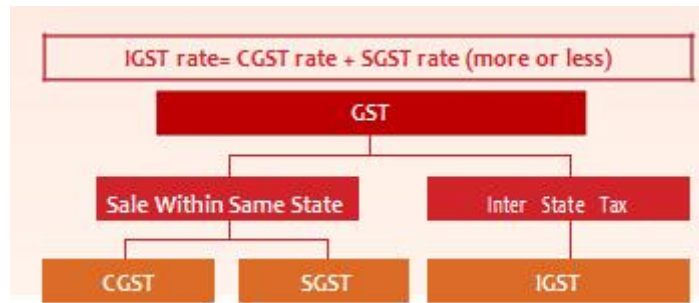 IGST rate= CGST rate + SGST rate (more or less)
GST
Sale Within Same State
Inter State Tax
CGST
SGST
IGST